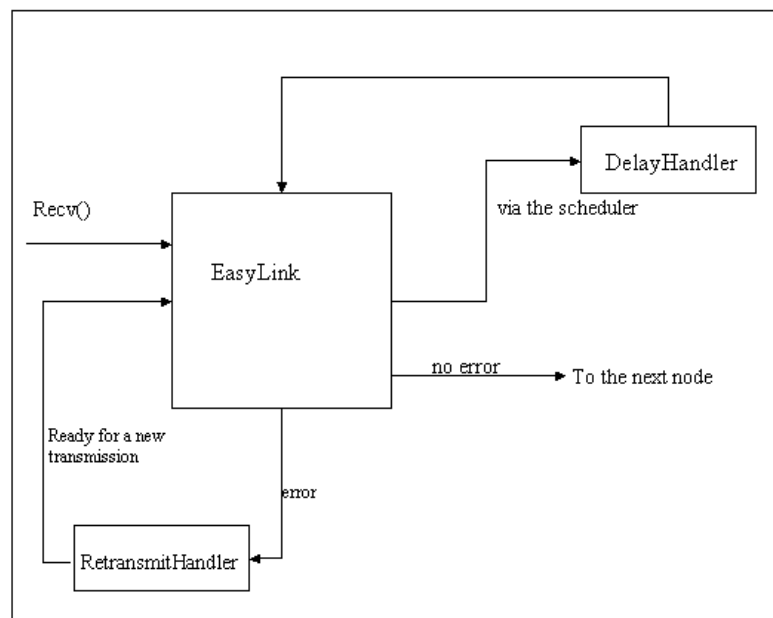 DelayHandler
Recv()
via the scheduler
EasyLink
no error
To the next node
Ready for a new
transmission
error
RetransmitHandler